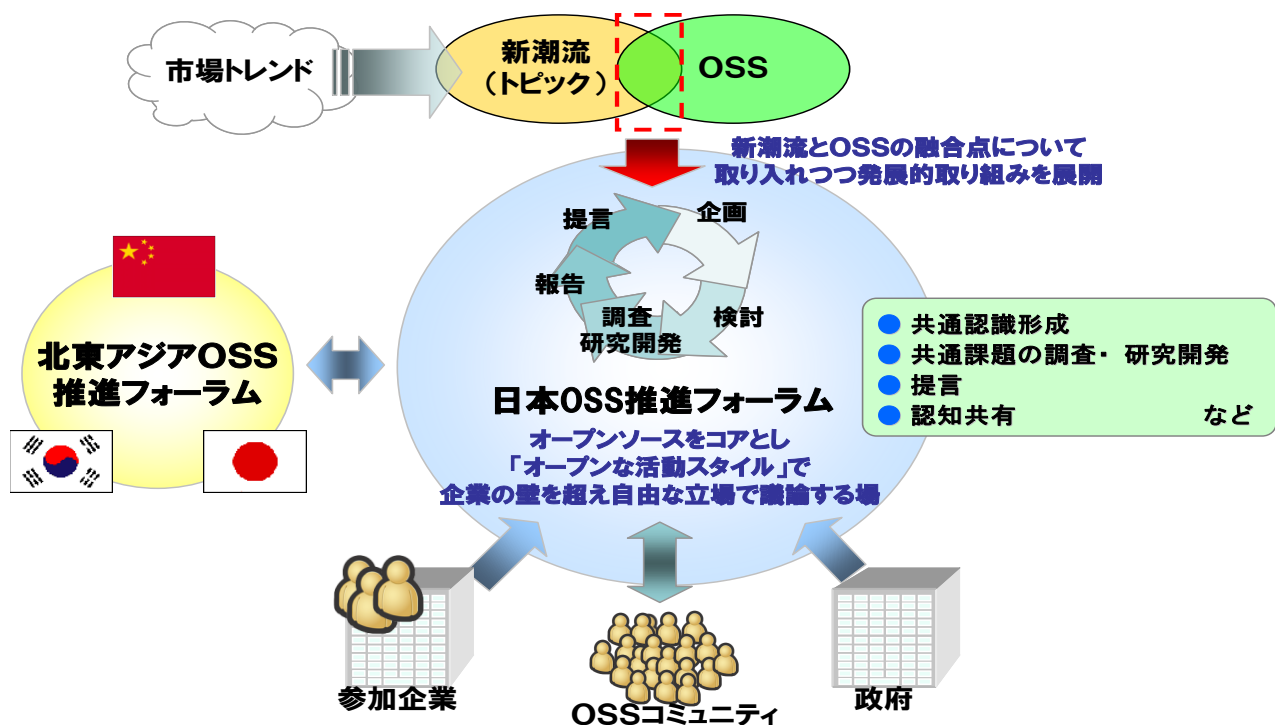 市場トレンド
新潮流
(トピック)
OSS
新潮流とOSSの融合点について
取り入れつつ発展的取り組みを展開
提言
企画
報告
検討
調査
研究開発
北東アジアOSS
推進フォーラム
日本OSS推進フォーラム
オープンソースをコアとし
「オープンな活動スタイル」で
企業の壁を超え自由な立場で議論する場
● 共通認識形成
● 共通課題の調査・ 研究開発
● 提言
● 認知共有 など
参加企業
OSSコミュニティ
政府